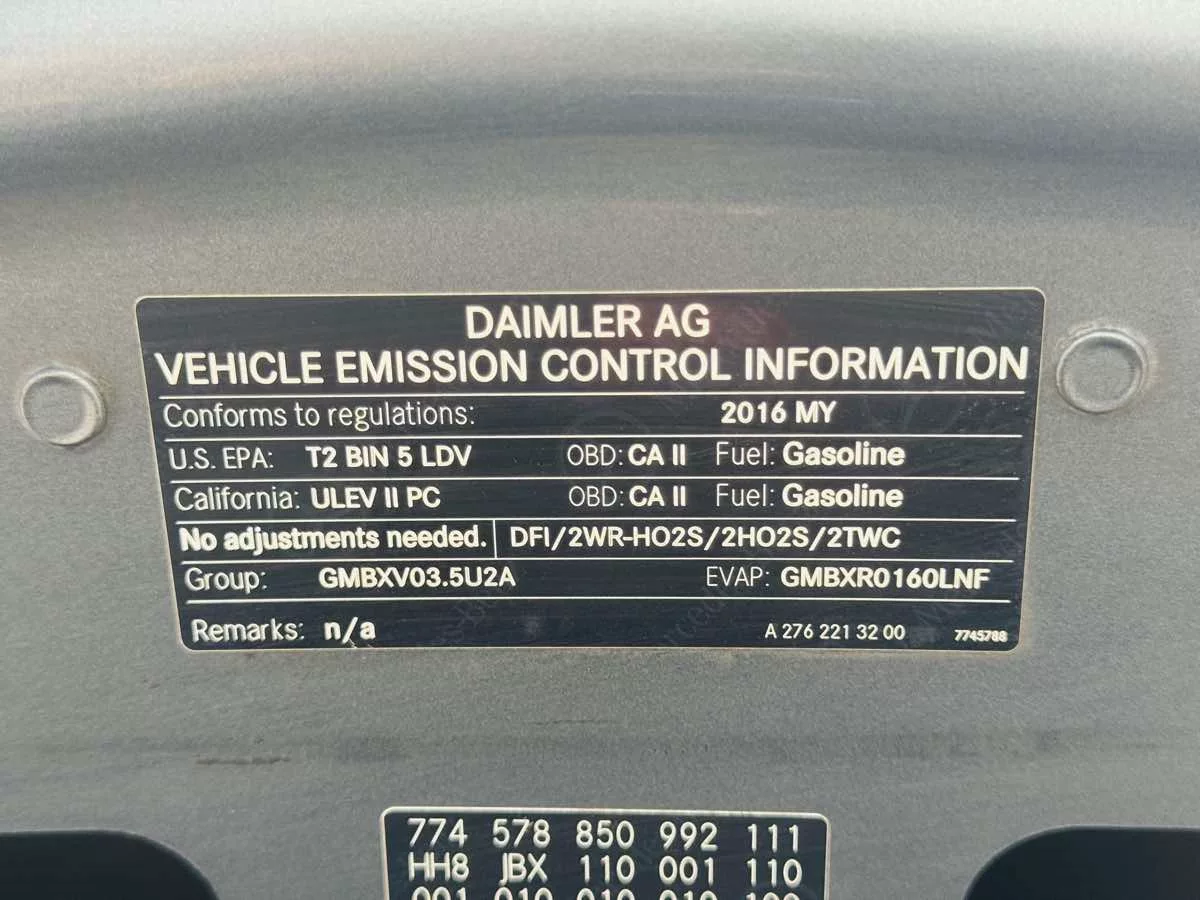 DAIMLER AG
VEHICLE EMISSION CONTROL INFORMATION
Conforms to regulations: 2016 MY
U.S. EPA: T2 BIN 5 LDV OBD: CA II Fuel: Gasoline
California: ULEV II PC OBD: CA II Fuel: Gasoline
No adjustments needed. DFI/2WR-HO2S/2HO2S/2TWC
Group: GMBXV03.5U2A EVAP: GMBXR0160LNF
Remarks: n/a A 276 221 32 00 7745788
774 578 850 992 111
HH8 JBX 110 001 110